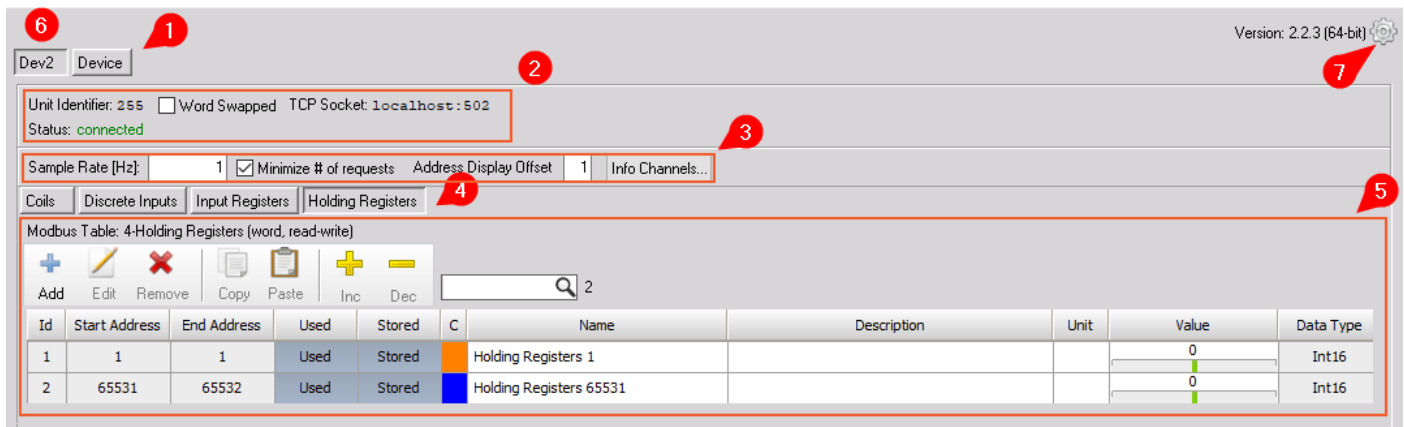 6 1
Version: 2.2.3 (64-bit)
Dev2 Device
2 7
Unit Identifier: 255 Word Swapped TCP Socket: localhost:502
Status: connected
3
Sample Rate [Hz]: 1 Minimize # of requests Address Display Offset 1 Info Channels...
Coils Discrete Inputs Input Registers Holding Registers 4 5
Modbus Table: 4-Holding Registers (word, read-write)
Add Edit Remove Copy Paste Inc Dec 2
Id Start Address End Address Used Stored C Name Description Unit Value Data Type
1 1 1 Used Stored Holding Registers 1 0 Int16
2 65531 65532 Used Stored Holding Registers 65531 0 Int16